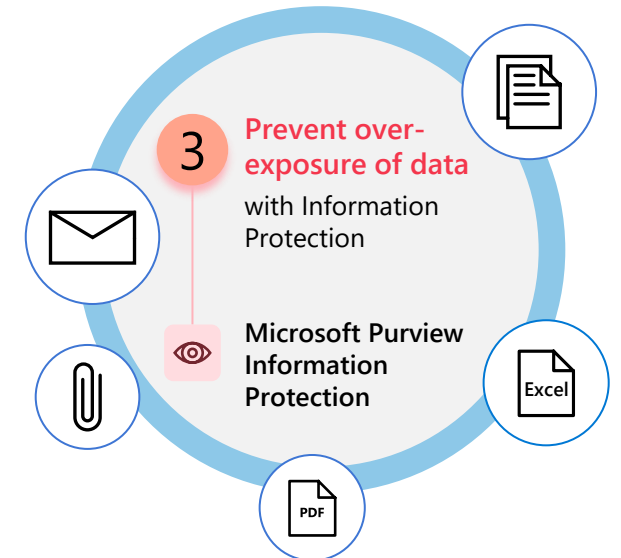 3
Prevent over-
exposure of data
with Information
Protection
Microsoft Purview
Information
Protection
Excel
PDF